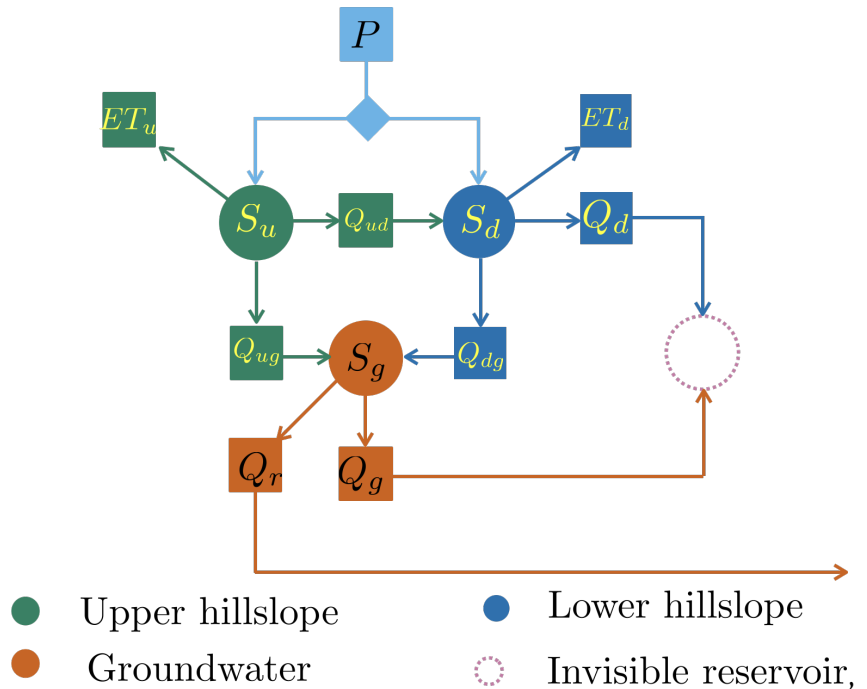 P
ET_u
ET_d
S_u
Q_ud
S_d
Q_d
Q_ug
S_g
Q_dg
Q_r
Q_g
Upper hillslope
Lower hillslope
Groundwater
Invisible reservoir,